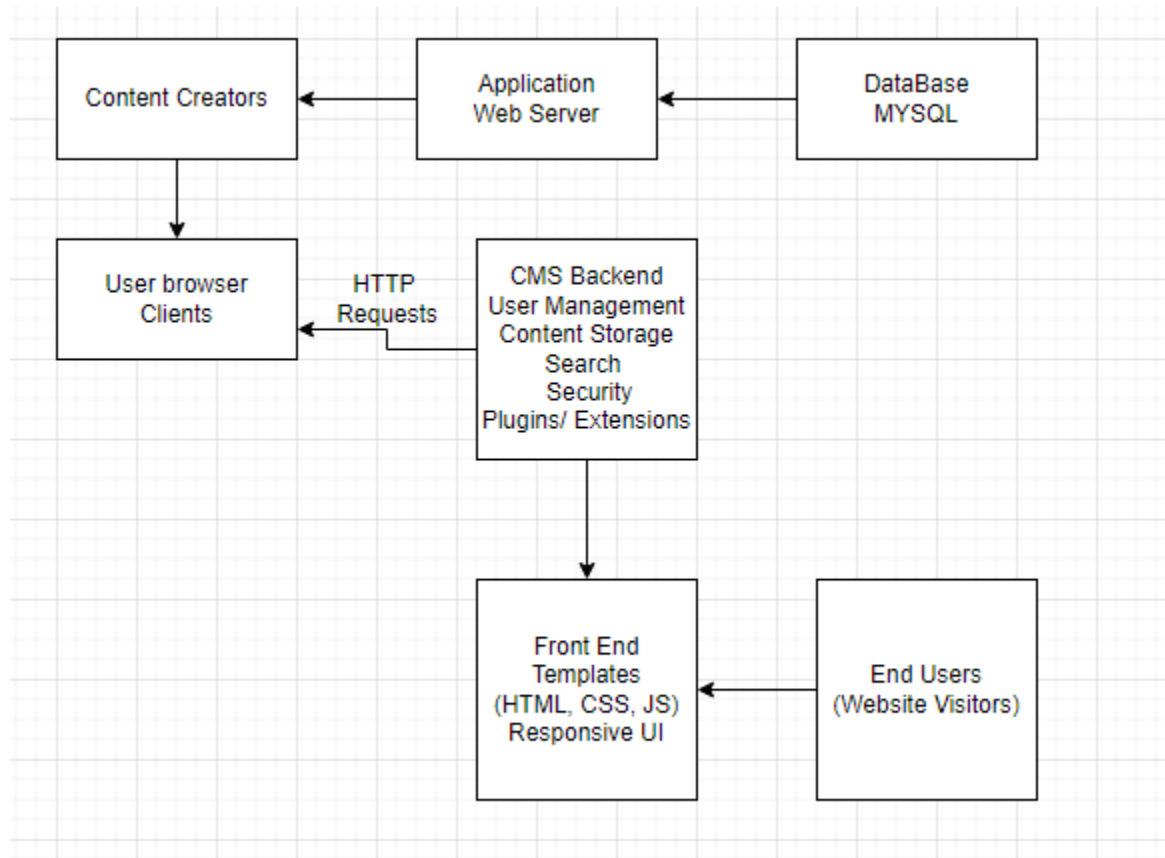 Content Creators
Application
Web Server
DataBase
MYSQL
User browser
Clients
HTTP
Requests
CMS Backend
User Management
Content Storage
Search
Security
Plugins/ Extensions
Front End
Templates
(HTML, CSS, JS)
Responsive UI
End Users
(Website Visitors)